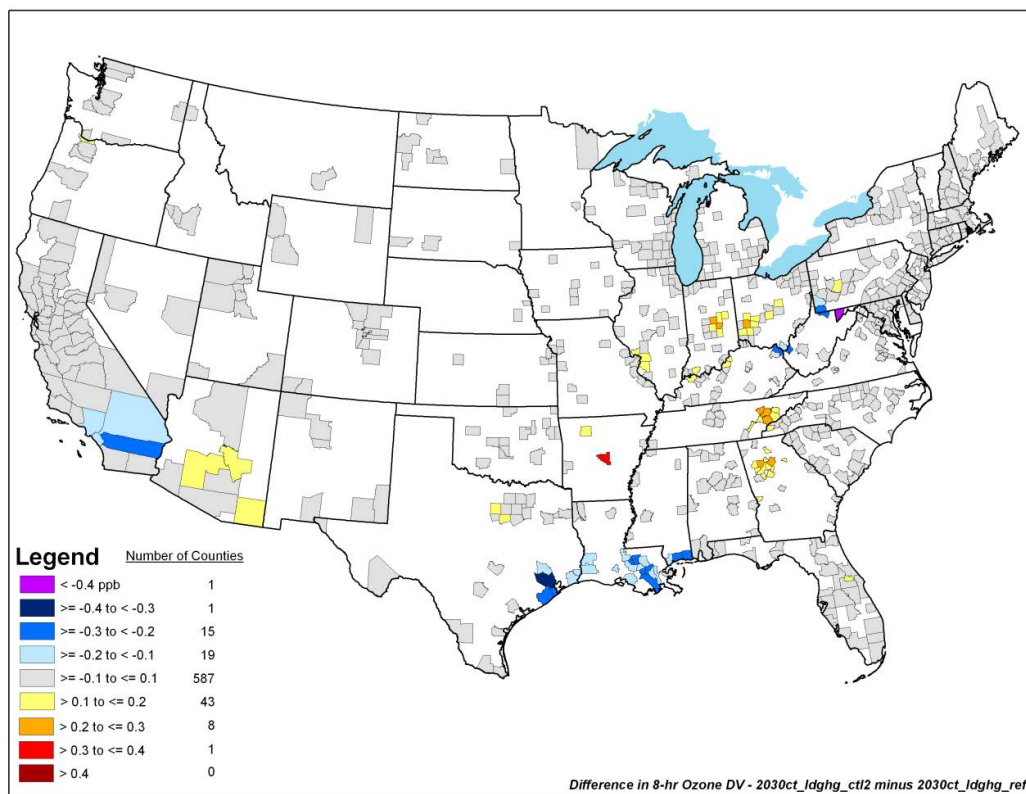 Legend Number of Counties
< -0.4 ppb 1
>= -0.4 to < -0.3 1
>= -0.3 to < -0.2 15
>= -0.2 to < -0.1 19
>= -0.1 to <= 0.1 587
> 0.1 to <= 0.2 43
> 0.2 to <= 0.3 8
> 0.3 to <= 0.4 1
> 0.4 0
Difference in 8-hr Ozone DV - 2030ct_ldghg_ctl2 minus 2030ct_ldghg_ref